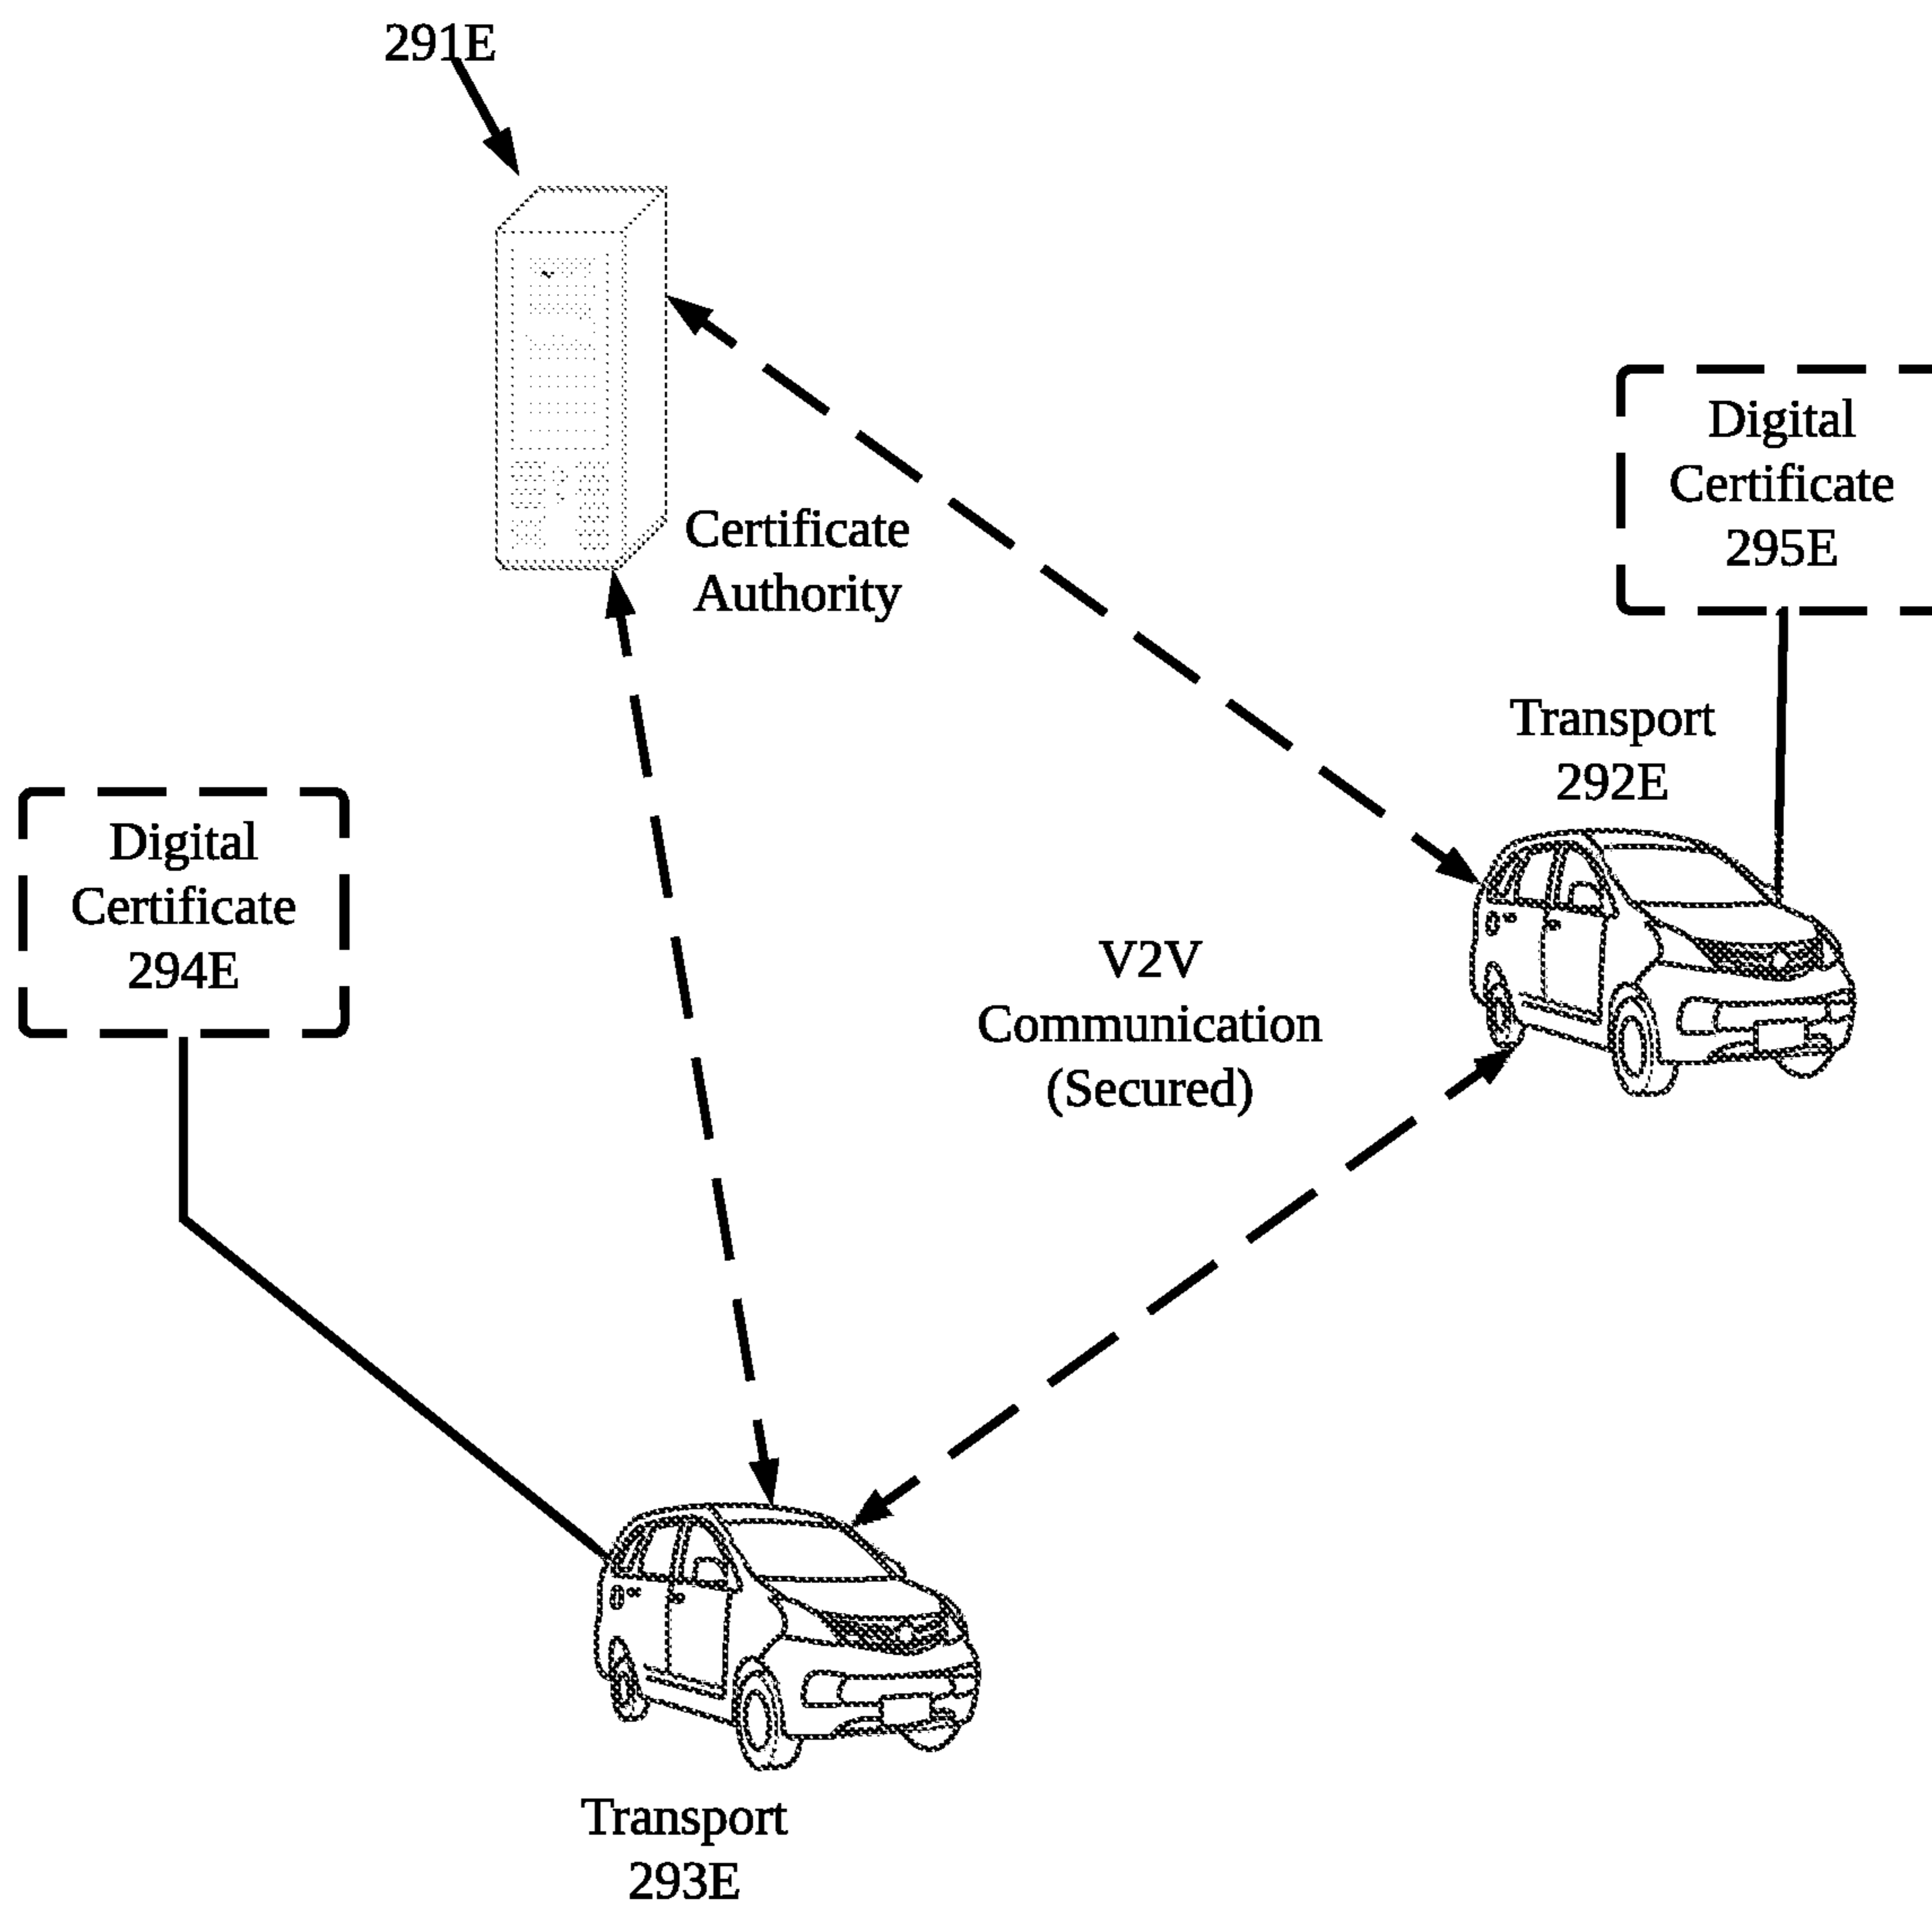 291E
Certificate
Authority
Digital
Certificate
295E
Transport
292E
Digital
Certificate
294E
V2V
Communication
(Secured)
Transport
293E